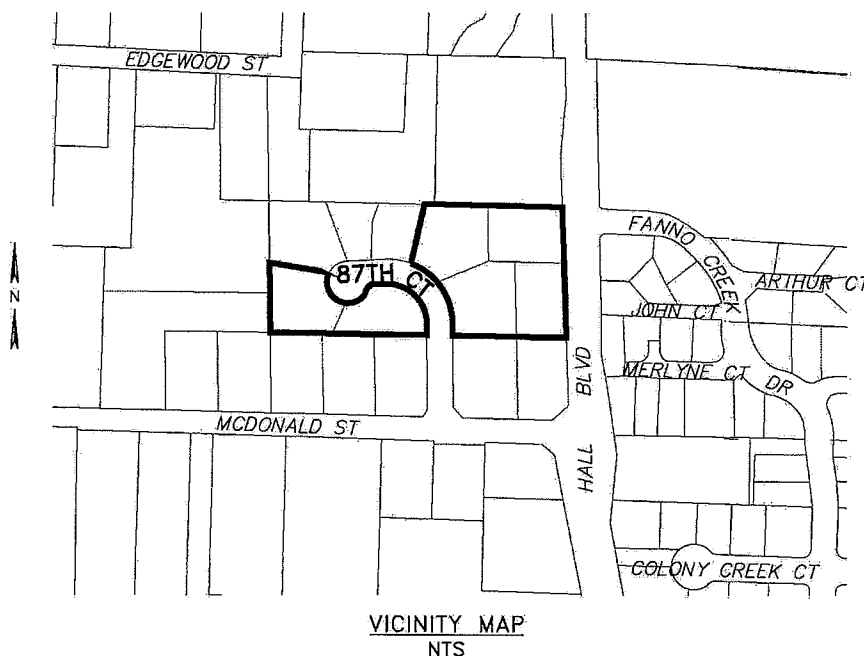 EDGEWOOD ST
FANNO CREEK DR
87TH CT
ARTHUR CT
N
JOHN CT
MERLYNE CT
HALL BLVD
MCDONALD ST
COLONY CREEK CT
VICINITY MAP
NTS